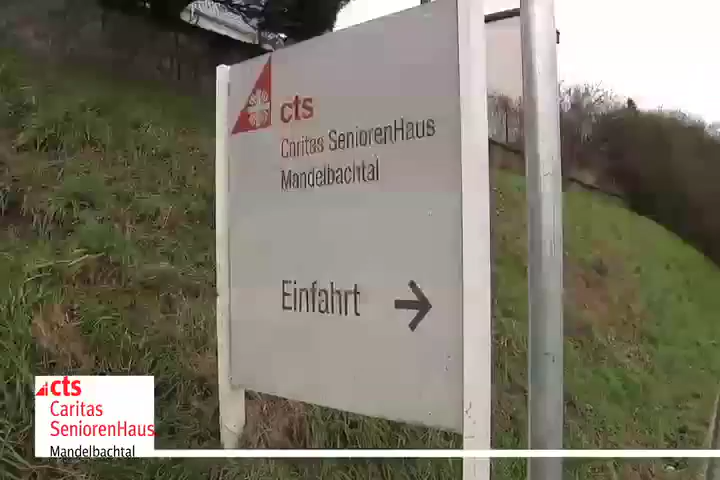 cts
Caritas SeniorenHaus
Mandelbachtal
Einfahrt
cts
Caritas
SeniorenHaus
Mandelbachtal